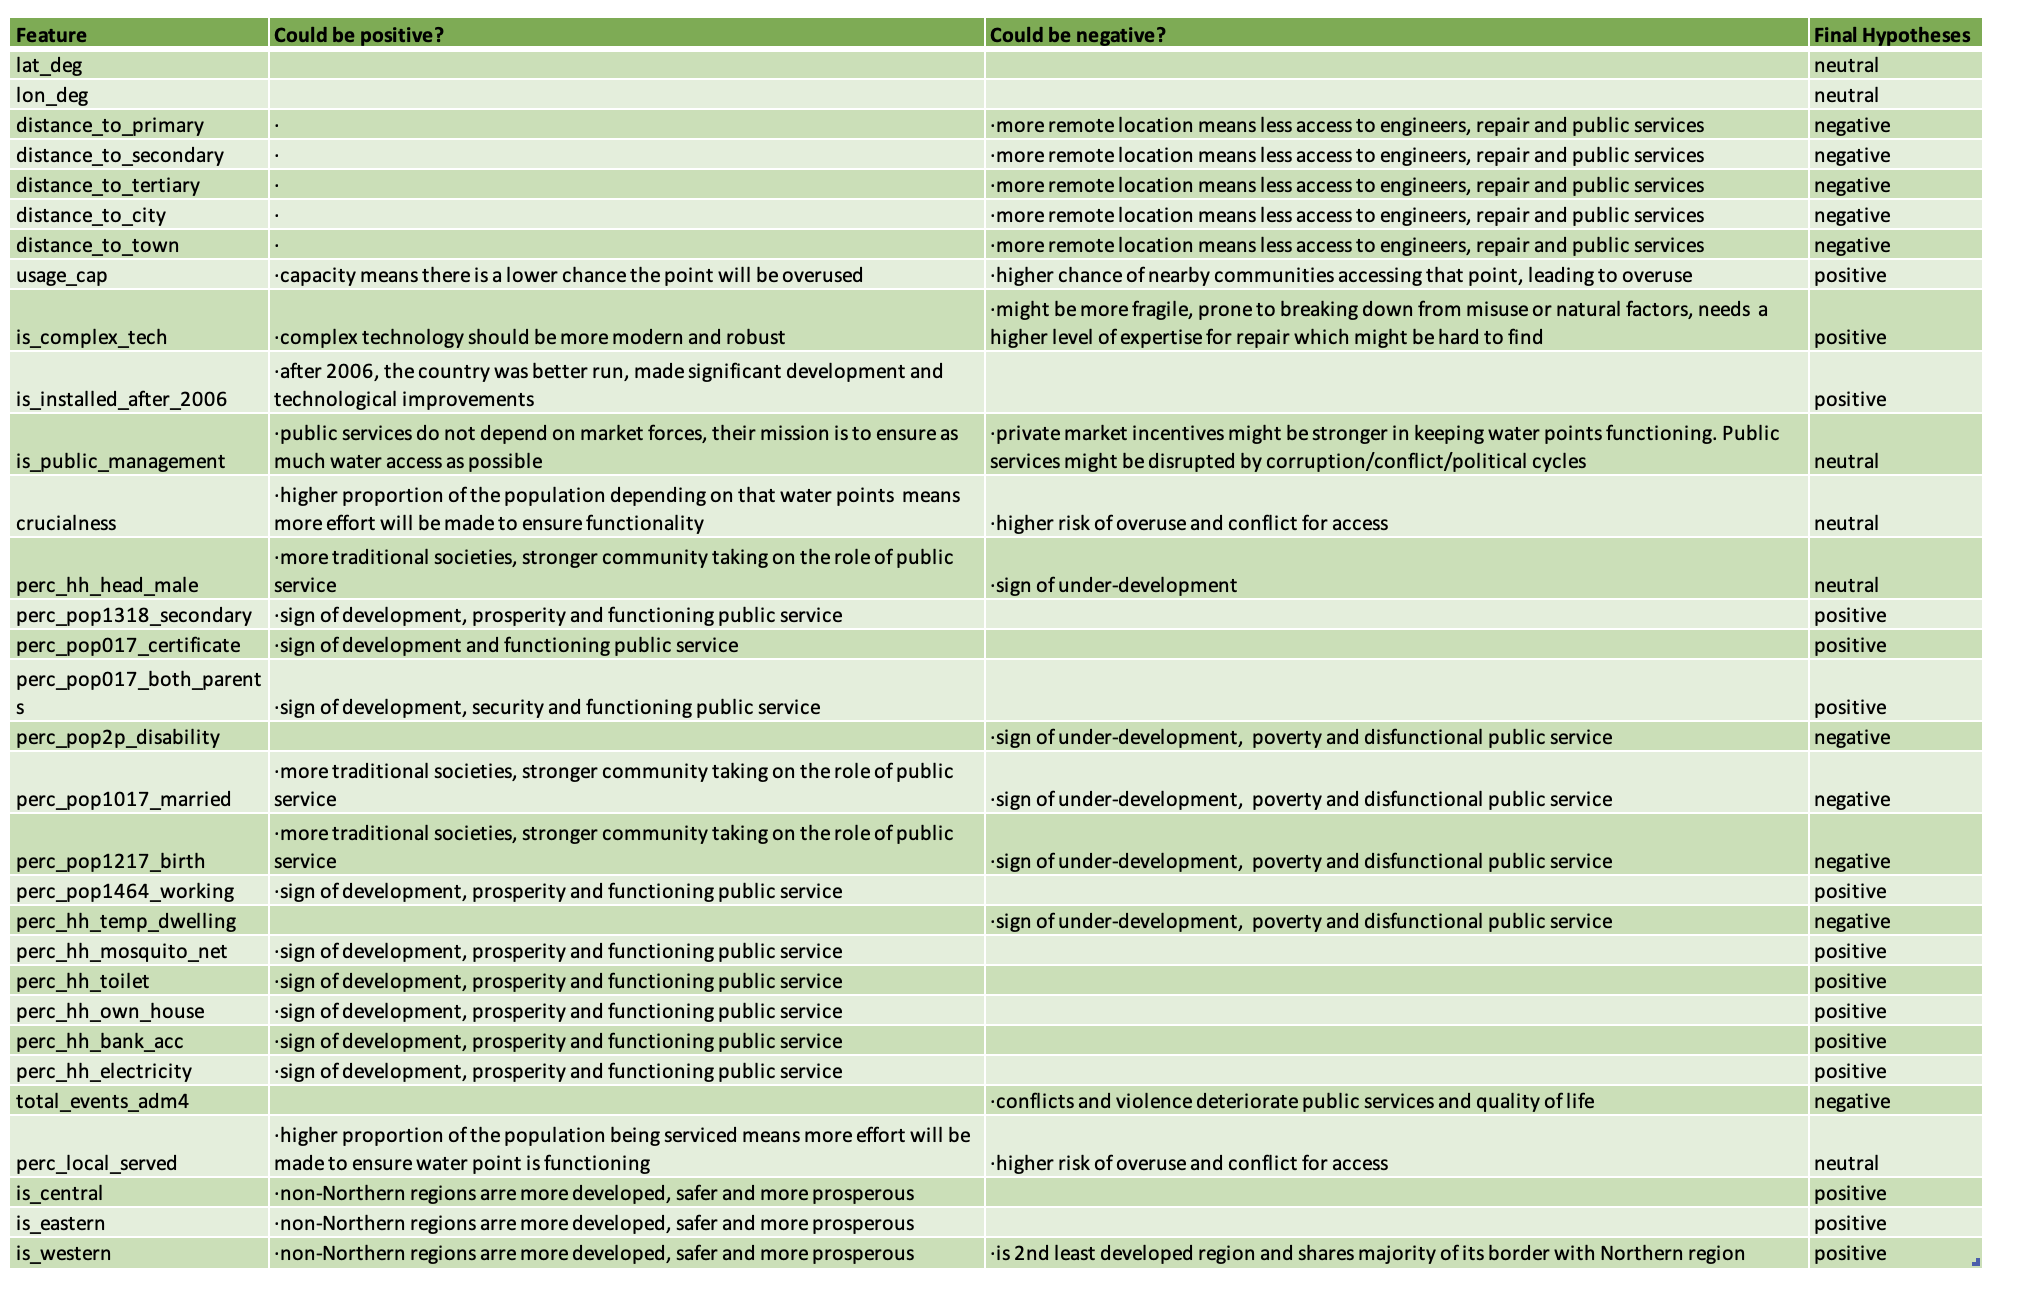 Feature Could be positive? Could be negative? Final Hypotheses
lat_deg neutral
lon_deg neutral
distance_to_primary · ·more remote location means less access to engineers, repair and public services negative
distance_to_secondary · ·more remote location means less access to engineers, repair and public services negative
distance_to_tertiary · ·more remote location means less access to engineers, repair and public services negative
distance_to_city · ·more remote location means less access to engineers, repair and public services negative
distance_to_town · ·more remote location means less access to engineers, repair and public services negative
usage_cap ·capacity means there is a lower chance the point will be overused ·higher chance of nearby communities accessing that point, leading to overuse positive
·might be more fragile, prone to breaking down from misuse or natural factors, needs a
is_complex_tech ·complex technology should be more modern and robust higher level of expertise for repair which might be hard to find positive
·after 2006, the country was better run, made significant development and
is_installed_after_2006 technological improvements positive
·public services do not depend on market forces, their mission is to ensure as ·private market incentives might be stronger in keeping water points functioning. Public
is_public_management much water access as possible services might be disrupted by corruption/conflict/political cycles neutral
·higher proportion of the population depending on that water points means
crucialness more effort will be made to ensure functionality ·higher risk of overuse and conflict for access neutral
·more traditional societies, stronger community taking on the role of public
perc_hh_head_male service ·sign of under-development neutral
perc_pop1318_secondary ·sign of development, prosperity and functioning public service positive
perc_pop017_certificate ·sign of development and functioning public service positive
perc_pop017_both_parent
s ·sign of development, security and functioning public service positive
perc_pop2p_disability ·sign of under-development, poverty and disfunctional public service negative
·more traditional societies, stronger community taking on the role of public
perc_pop1017_married service ·sign of under-development, poverty and disfunctional public service negative
·more traditional societies, stronger community taking on the role of public
perc_pop1217_birth service ·sign of under-development, poverty and disfunctional public service negative
perc_pop1464_working ·sign of development, prosperity and functioning public service positive
perc_hh_temp_dwelling ·sign of under-development, poverty and disfunctional public service negative
perc_hh_mosquito_net ·sign of development, prosperity and functioning public service positive
perc_hh_toilet ·sign of development, prosperity and functioning public service positive
perc_hh_own_house ·sign of development, prosperity and functioning public service positive
perc_hh_bank_acc ·sign of development, prosperity and functioning public service positive
perc_hh_electricity ·sign of development, prosperity and functioning public service positive
total_events_adm4 ·conflicts and violence deteriorate public services and quality of life negative
·higher proportion of the population being serviced means more effort will be
perc_local_served made to ensure water point is functioning ·higher risk of overuse and conflict for access neutral
is_central ·non-Northern regions arre more developed, safer and more prosperous positive
is_eastern ·non-Northern regions arre more developed, safer and more prosperous positive
is_western ·non-Northern regions arre more developed, safer and more prosperous ·is 2nd least developed region and shares majority of its border with Northern region positive